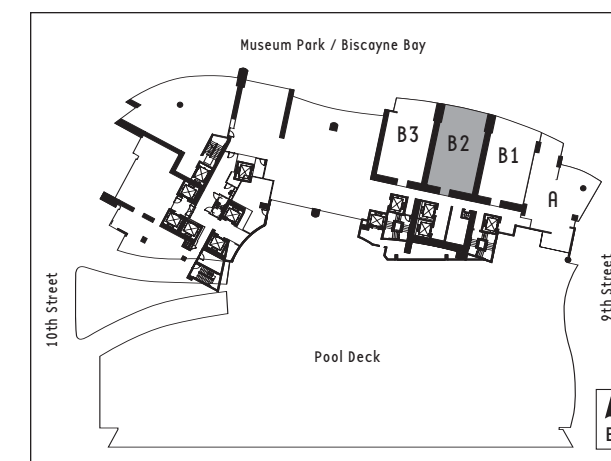 Museum Park / Biscayne Bay
B3
B2
B1
A
10th Street
9th Street
Pool Deck
E